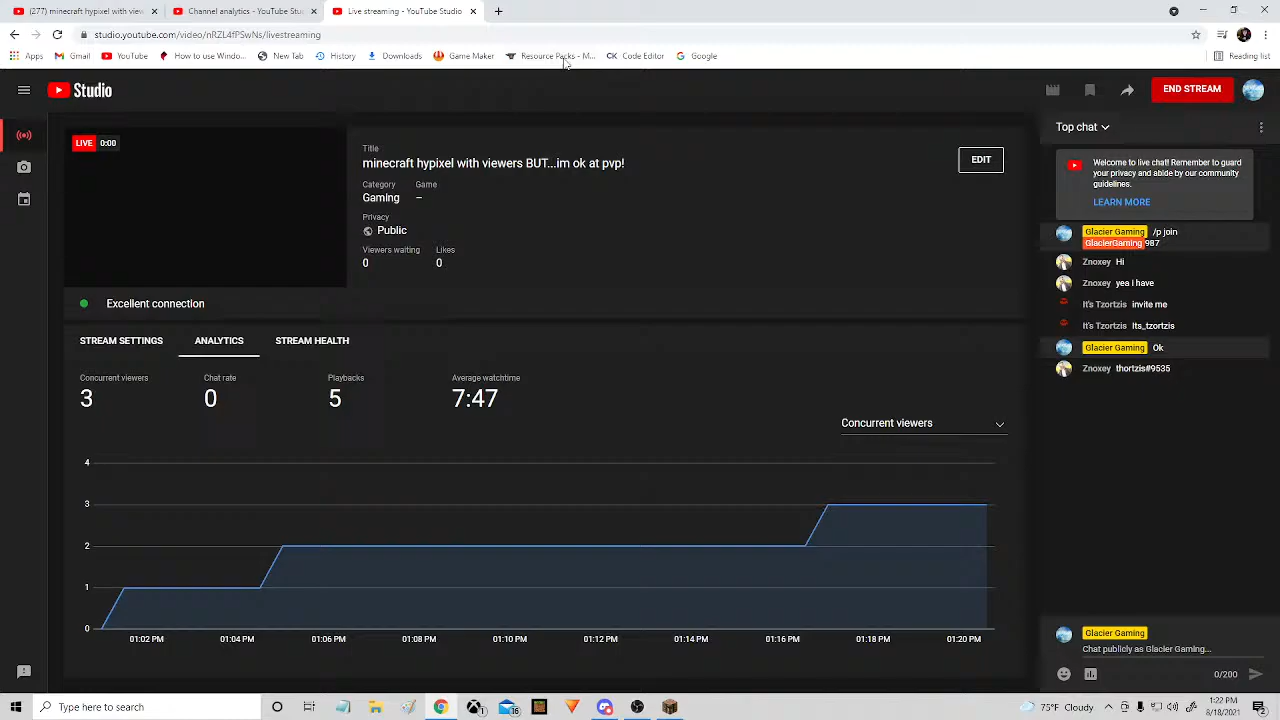 (277) minecraft hypixel with view
Channel analytics - YouTube Stu
Live streaming - YouTube Studio
studio.youtube.com/video/nRZL4fPSwNs/livestreaming
Apps
Gmail
YouTube
How to use Windo...
New Tab
History
Downloads
Game Maker
Resource Packs - M...
CK Code Editor
Google
Reading list
Studio
END STREAM
LIVE 0:00
Title
minecraft hypixel with viewers BUT...im ok at pvp!
EDIT
Category
Game
Gaming
–
Privacy
Public
Viewers waiting
Likes
0
0
Excellent connection
STREAM SETTINGS
ANALYTICS
STREAM HEALTH
Concurrent viewers
Chat rate
Playbacks
Average watchtime
3
0
5
7:47
Concurrent viewers
4
3
2
1
0
01:02 PM
01:04 PM
01:06 PM
01:08 PM
01:10 PM
01:12 PM
01:14 PM
01:16 PM
01:18 PM
01:20 PM
Top chat
Welcome to live chat! Remember to guard
your privacy and abide by our community
guidelines.
LEARN MORE
Glacier Gaming /p join
GlacierGaming 987
Znoxey Hi
Znoxey yea i have
It's Tzortzis invite me
It's Tzortzis Its_tzortzis
Glacier Gaming Ok
Znoxey thortzis#9535
Glacier Gaming
Chat publicly as Glacier Gaming...
0/200
Type here to search
16
73°F Cloudy
1:22 PM
8/18/2021